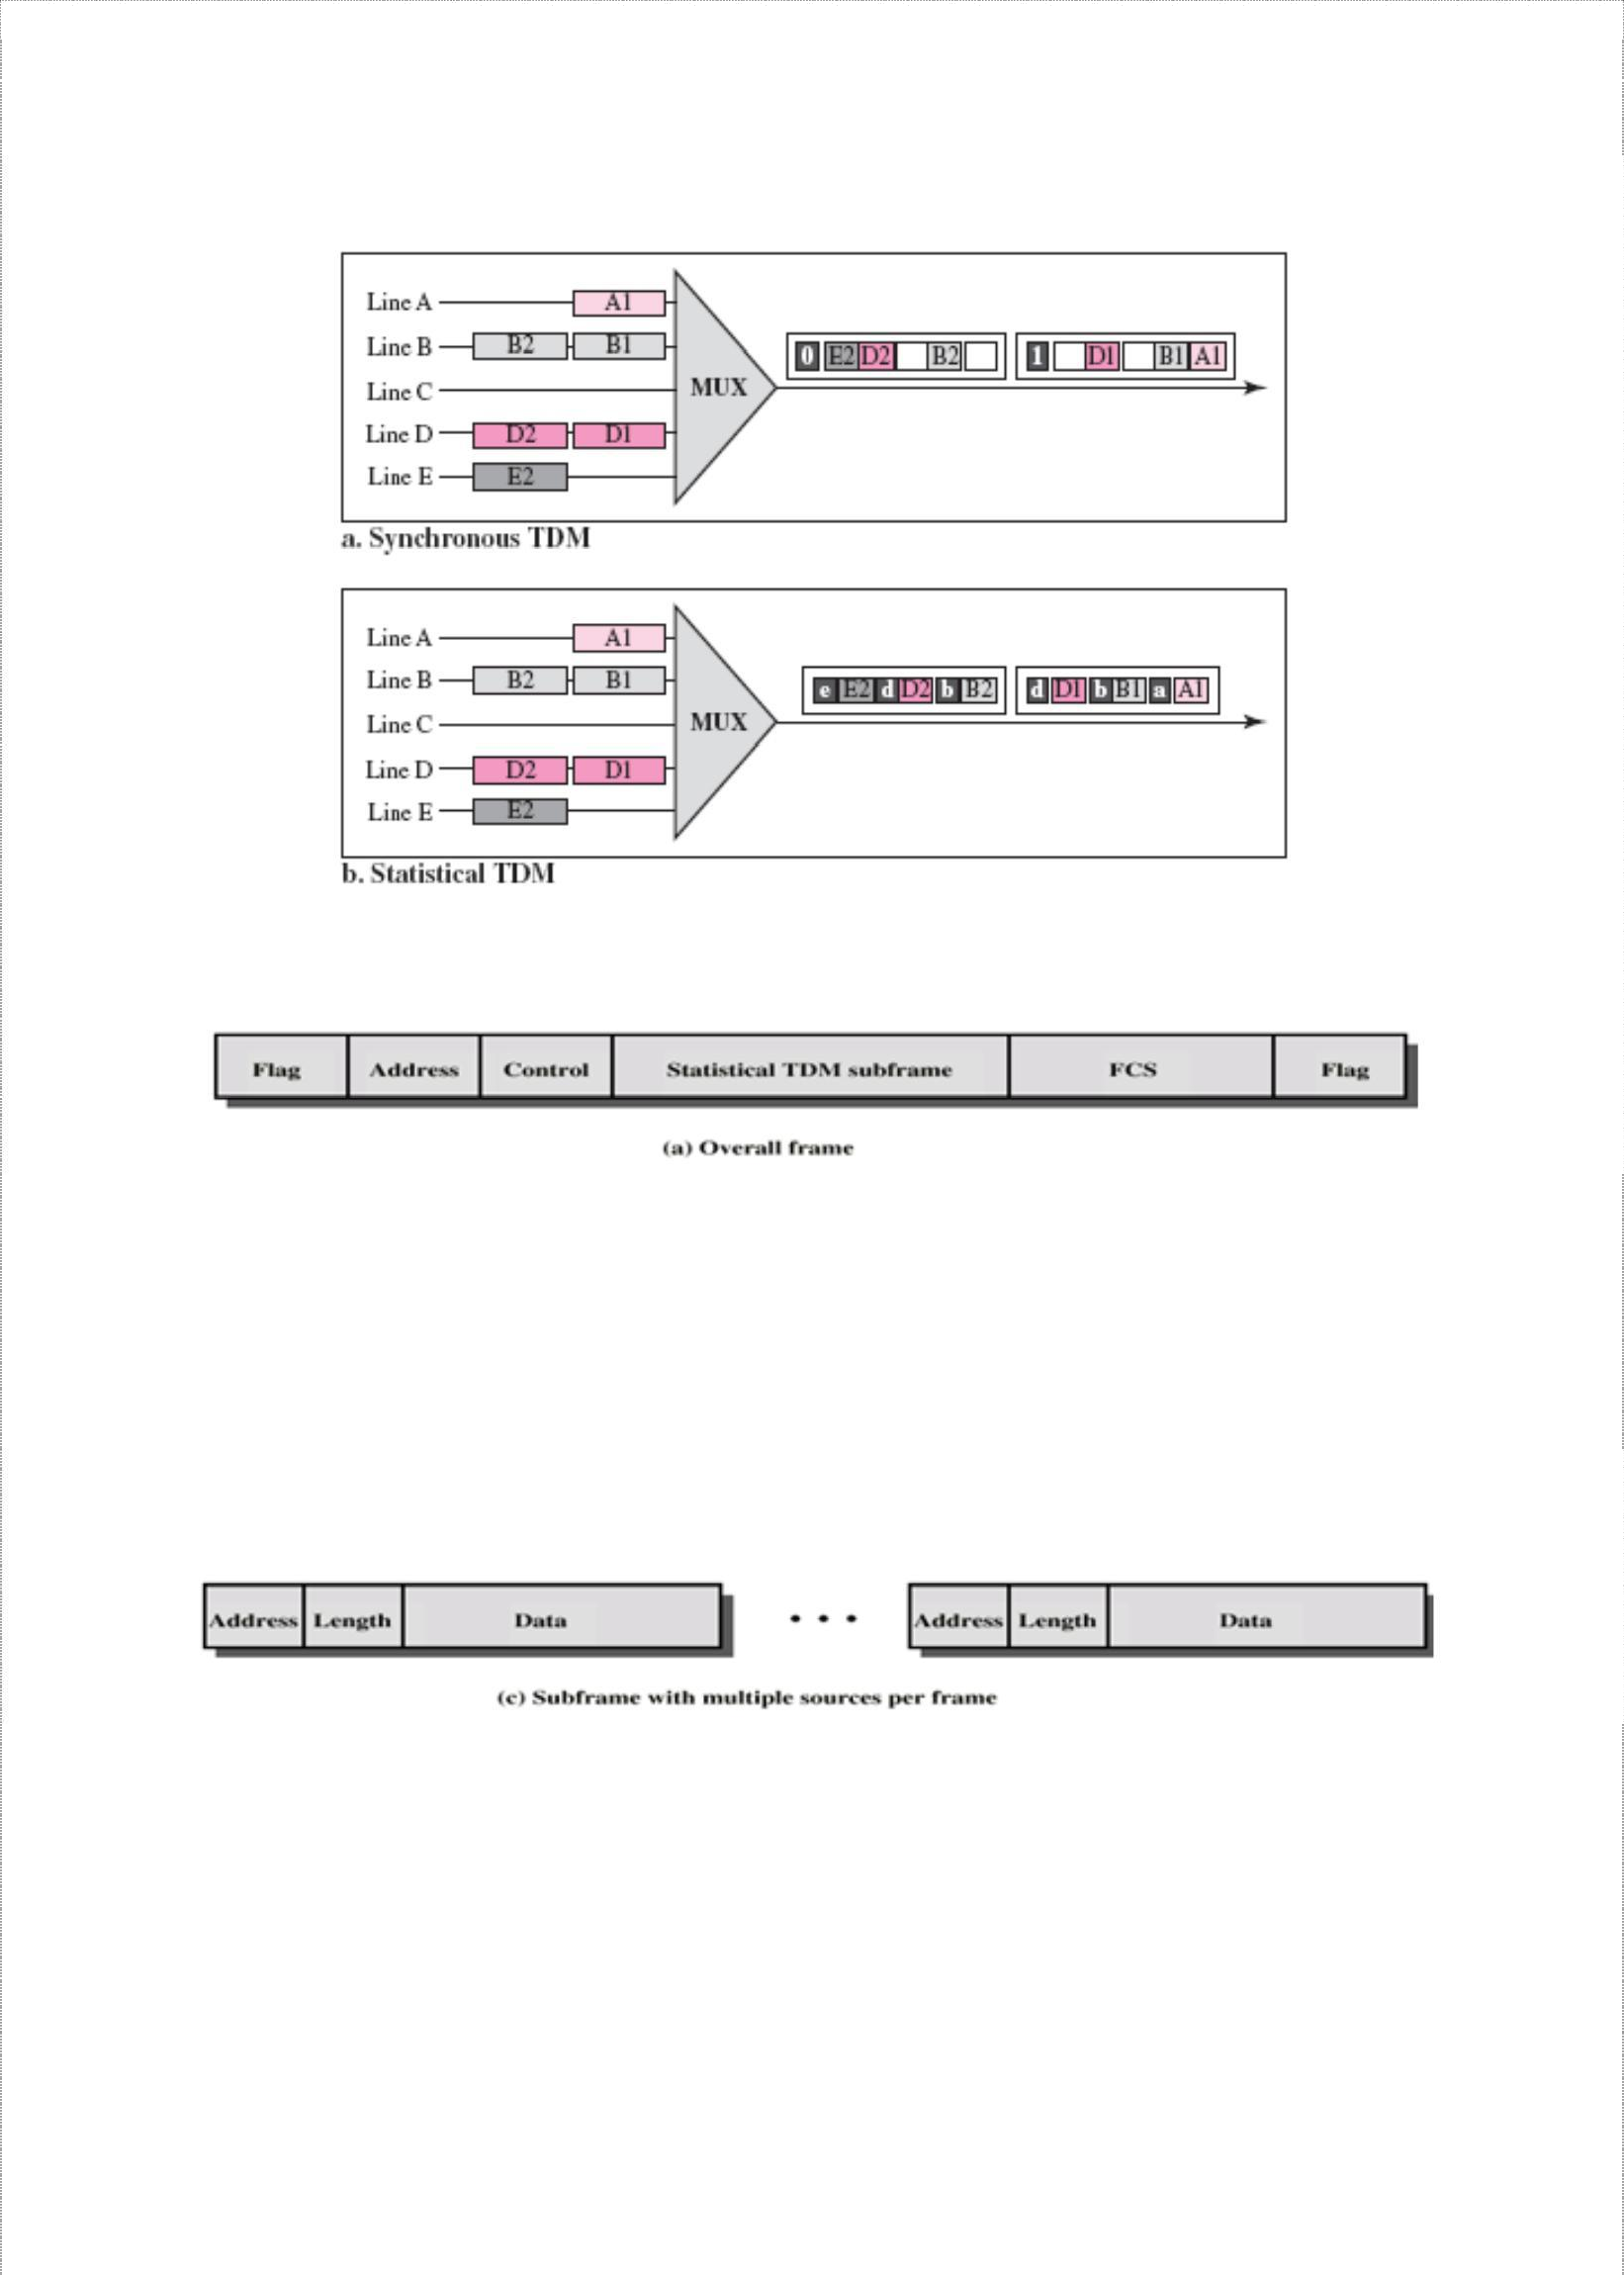 Line A A1
Line B B2 B1
Line C
Line D D2 D1
Line E E2
MUX
0 E2 D2 B2 1 D1 B1 A1
a. Synchronous TDM
Line A A1
Line B B2 B1
Line C
Line D D2 D1
Line E E2
MUX
e E2 d D2 b B2 d D1 b B1 a A1
b. Statistical TDM
Flag Address Control Statistical TDM subframe FCS Flag
(a) Overall frame
Address Length Data • • • Address Length Data
(c) Subframe with multiple sources per frame